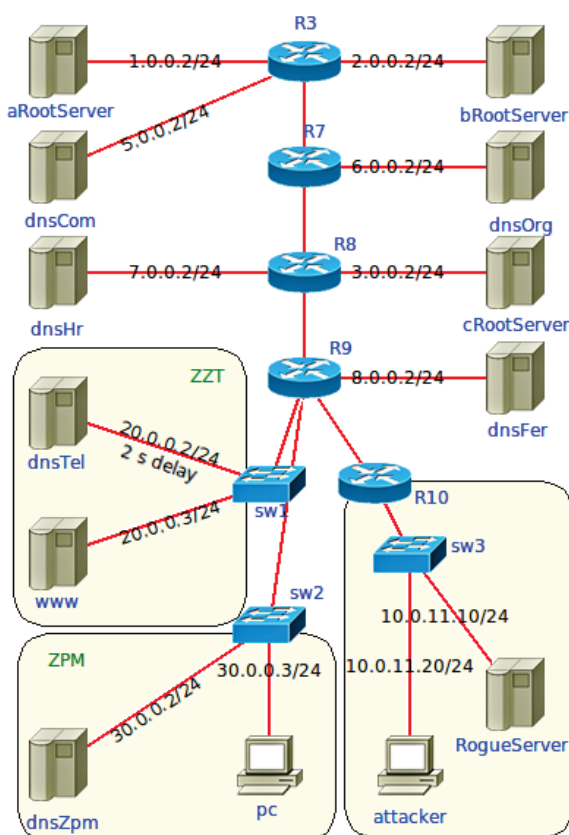 R3
1.0.0.2/24
2.0.0.2/24
aRootServer
bRootServer
5.0.0.2/24
R7
6.0.0.2/24
dnsCom
dnsOrg
R8
7.0.0.2/24
3.0.0.2/24
dnsHr
cRootServer
R9
ZZT
8.0.0.2/24
20.0.0.2/24
2 s delay
dnsTel
dnsFer
R10
sw1
20.0.0.3/24
sw3
www
sw2
10.0.11.10/24
ZPM
30.0.0.3/24
10.0.11.20/24
30.0.0.2/24
RogueServer
dnsZpm
pc
attacker